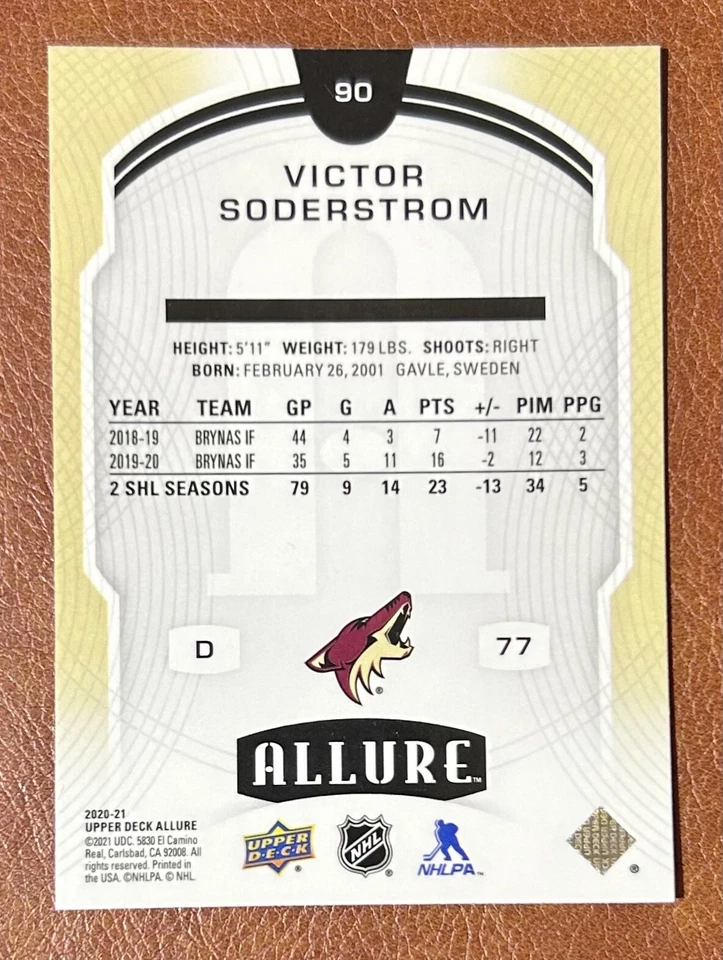 90
VICTOR
SODERSTROM
HEIGHT: 5'11" WEIGHT: 179 LBS. SHOOTS: RIGHT
BORN: FEBRUARY 26, 2001 GAVLE, SWEDEN
YEAR TEAM GP G A PTS +/- PIM PPG
2018-19 BRYNAS IF 44 4 3 7 -11 22 2
2019-20 BRYNAS IF 35 5 11 16 -2 12 3
2 SHL SEASONS 79 9 14 23 -13 34 5
D
77
®
ALLURE™
2020-21
UPPER DECK ALLURE
©2021 UDC. 5830 El Camino
Real, Carlsbad, CA 92008. All
rights reserved. Printed in
the USA. ©NHLPA. © NHL.
UPPER
D·E·C·K
®
NHL
®
NHLPA™
®